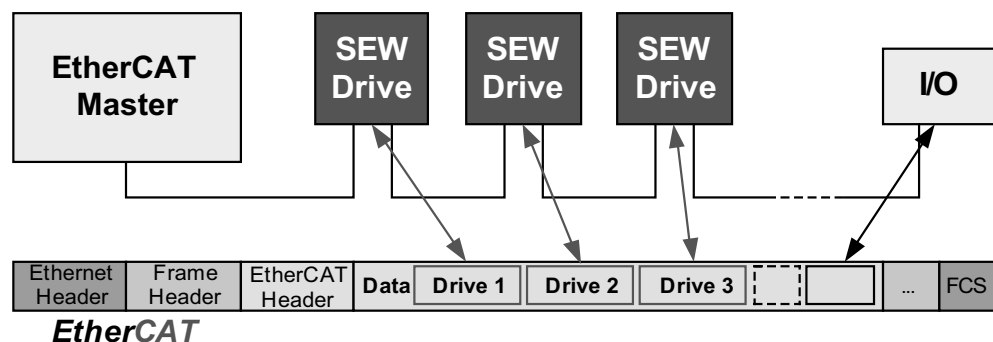 EtherCAT
Master
SEW
Drive
SEW
Drive
SEW
Drive
I/O
Ethernet
Header
Frame
Header
EtherCAT
Header
Data
Drive 1
Drive 2
Drive 3
...
FCS
EtherCAT